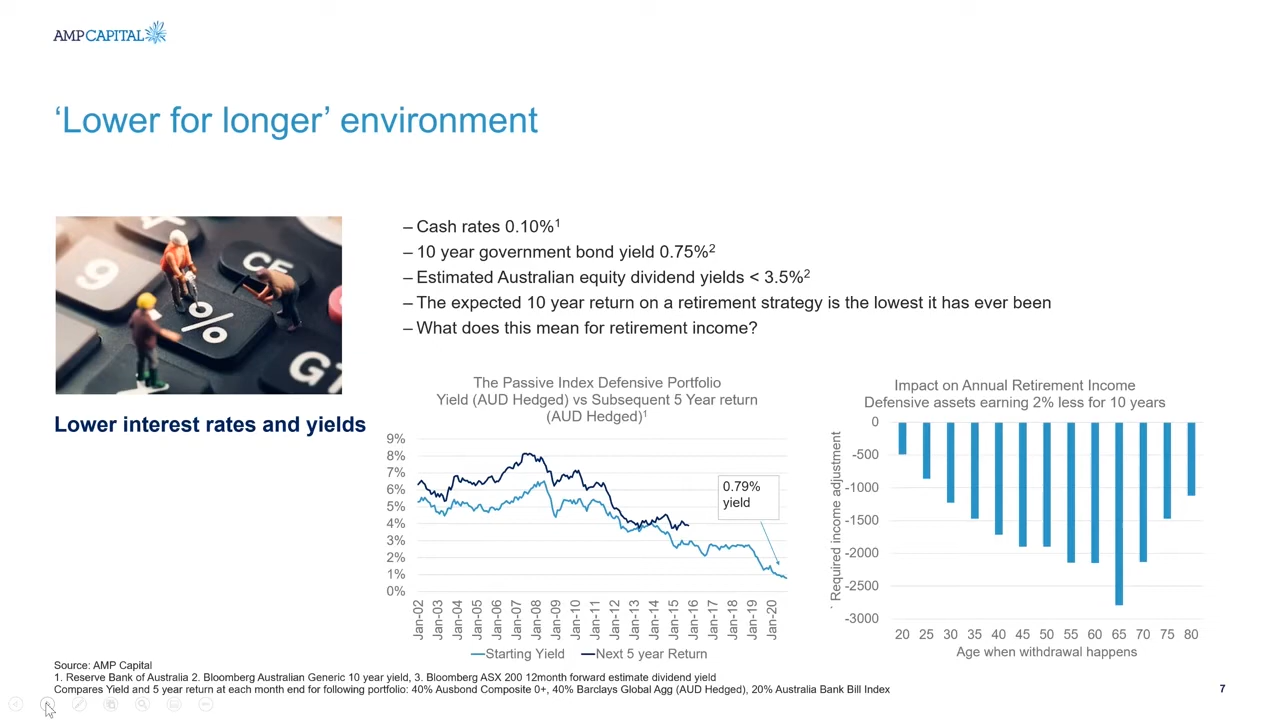 AMP CAPITAL
‘Lower for longer’ environment
9
CE
%
GT
Lower interest rates and yields
– Cash rates 0.10%1
– 10 year government bond yield 0.75%2
– Estimated Australian equity dividend yields < 3.5%2
– The expected 10 year return on a retirement strategy is the lowest it has ever been
– What does this mean for retirement income?
The Passive Index Defensive Portfolio
Yield (AUD Hedged) vs Subsequent 5 Year return
(AUD Hedged)1
9%
8%
7%
6%
5%
4%
3%
2%
1%
0%
0.79%
yield
Jan-02
Jan-03
Jan-04
Jan-05
Jan-06
Jan-07
Jan-08
Jan-09
Jan-10
Jan-11
Jan-12
Jan-13
Jan-14
Jan-15
Jan-16
Jan-17
Jan-18
Jan-19
Jan-20
Starting Yield
Next 5 year Return
Impact on Annual Retirement Income
Defensive assets earning 2% less for 10 years
` Required income adjustment
0
-500
-1000
-1500
-2000
-2500
-3000
20 25 30 35 40 45 50 55 60 65 70 75 80
Age when withdrawal happens
Source: AMP Capital
1. Reserve Bank of Australia 2. Bloomberg Australian Generic 10 year yield, 3. Bloomberg ASX 200 12month forward estimate dividend yield
Compares Yield and 5 year return at each month end for following portfolio: 40% Ausbond Composite 0+, 40% Barclays Global Agg (AUD Hedged), 20% Australia Bank Bill Index
7